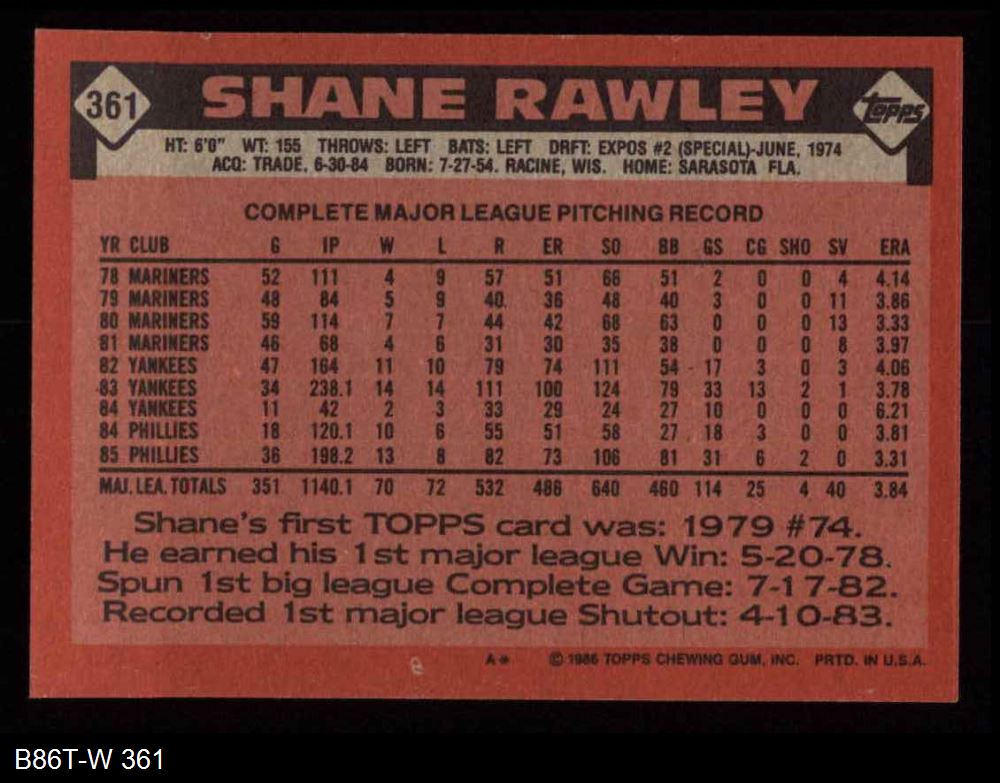 361 SHANE RAWLEY TOPPS
HT: 6'0" WT: 155 THROWS: LEFT BATS: LEFT DRFT: EXPOS #2 (SPECIAL)-JUNE, 1974
ACQ: TRADE, 6-30-84 BORN: 7-27-54, RACINE, WIS. HOME: SARASOTA FLA.
COMPLETE MAJOR LEAGUE PITCHING RECORD
YR CLUB G IP W L R ER SO BB GS CG SHO SV ERA
78 MARINERS 52 111 4 9 57 51 66 51 2 0 0 4 4.14
79 MARINERS 48 84 5 9 40 36 48 40 3 0 0 11 3.86
80 MARINERS 59 114 7 7 44 42 68 63 0 0 0 13 3.33
81 MARINERS 46 68 4 6 31 30 35 38 0 0 0 8 3.97
82 YANKEES 47 164 11 10 79 74 111 54 17 3 0 3 4.06
83 YANKEES 34 238.1 14 14 111 100 124 79 33 13 2 1 3.78
84 YANKEES 11 42 2 3 33 29 24 27 10 0 0 0 6.21
84 PHILLIES 18 120.1 10 6 55 51 58 27 18 3 0 0 3.81
85 PHILLIES 36 198.2 13 8 82 73 106 81 31 6 2 0 3.31
MAJ. LEA. TOTALS 351 1140.1 70 72 532 486 640 460 114 25 4 40 3.84
Shane's first TOPPS card was: 1979 #74.
He earned his 1st major league Win: 5-20-78.
Spun 1st big league Complete Game: 7-17-82.
Recorded 1st major league Shutout: 4-10-83.
A* © 1986 TOPPS CHEWING GUM, INC. PRTD. IN U.S.A.
B86T-W 361